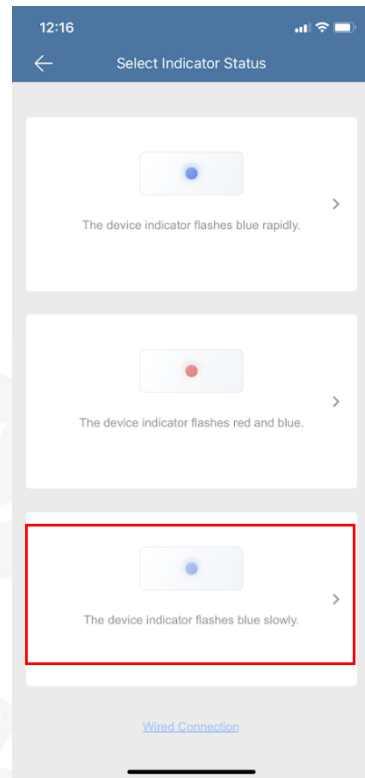 12:16
Select Indicator Status
The device indicator flashes blue rapidly.
The device indicator flashes red and blue.
The device indicator flashes blue slowly.
Wired Connection